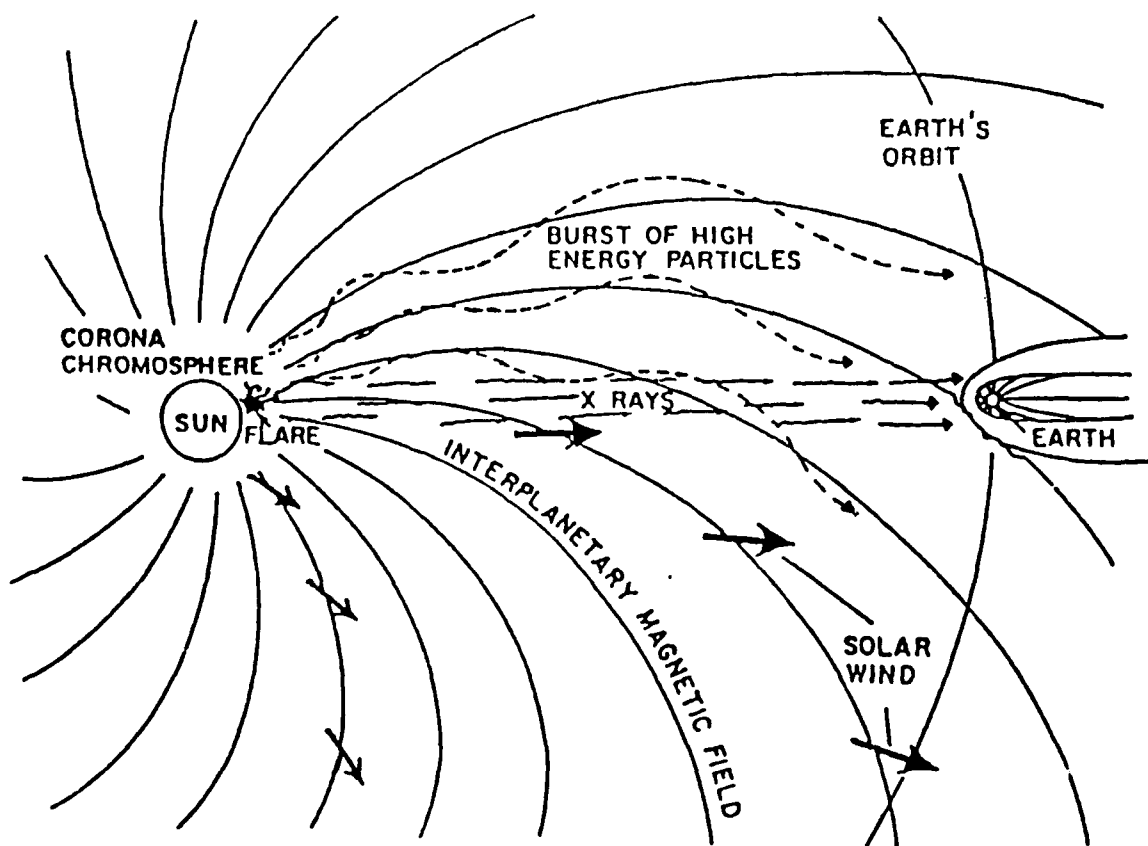 EARTH'S
ORBIT
BURST OF HIGH
ENERGY PARTICLES
CORONA
CHROMOSPHERE
SUN
FLARE
X RAYS
EARTH
INTERPLANETARY MAGNETIC FIELD
SOLAR
WIND